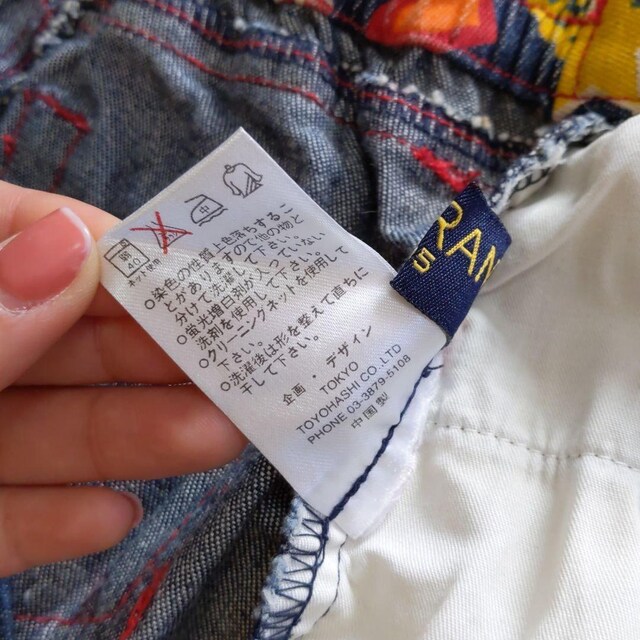 弱
40
ネット使用
中
◎染色の性質上色落ちするこ
とがありますので他の物と
分けて洗濯して下さい。
◎蛍光増白剤が入っていない
洗剤を使用して下さい。
◎クリーニングネットを使用して
下さい。
◎洗濯後は形を整えて直ちに
干して下さい。
企画・デザイン
TOKYO
TOYOHASHI CO.,LTD
PHONE 03-3879-5108
中国製
RAN
5